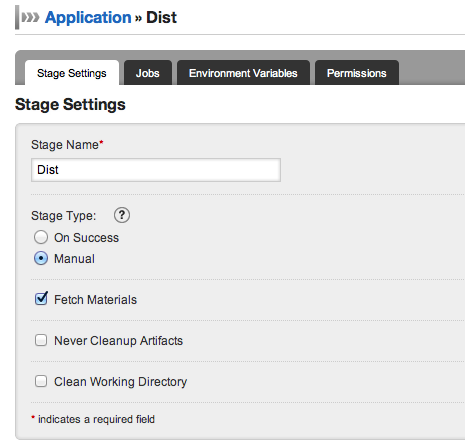 Application » Dist
Stage Settings Jobs Environment Variables Permissions
Stage Settings
Stage Name*
Dist
Stage Type: ?
On Success
Manual
Fetch Materials
Never Cleanup Artifacts
Clean Working Directory
* indicates a required field